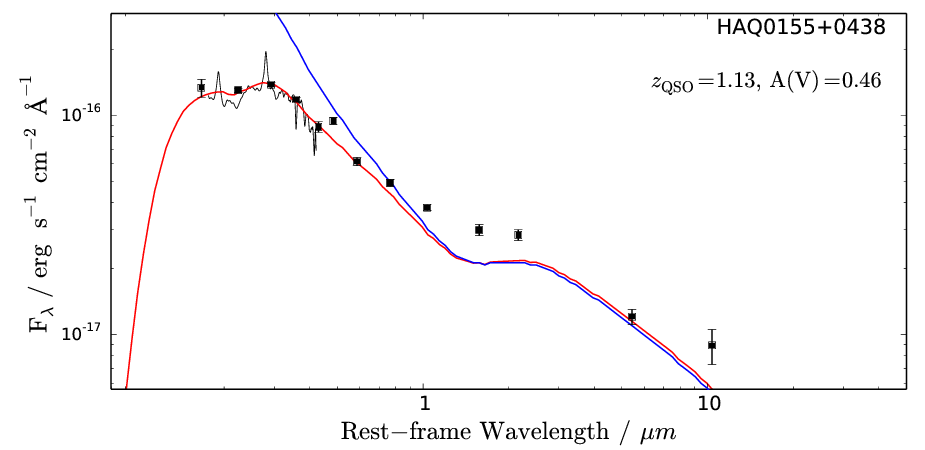 HAQ0155+0438
z_QSO=1.13, A(V)=0.46
10^-16
10^-17
F_λ / erg s^-1 cm^-2 Å^-1
1 10
Rest−frame Wavelength / μm